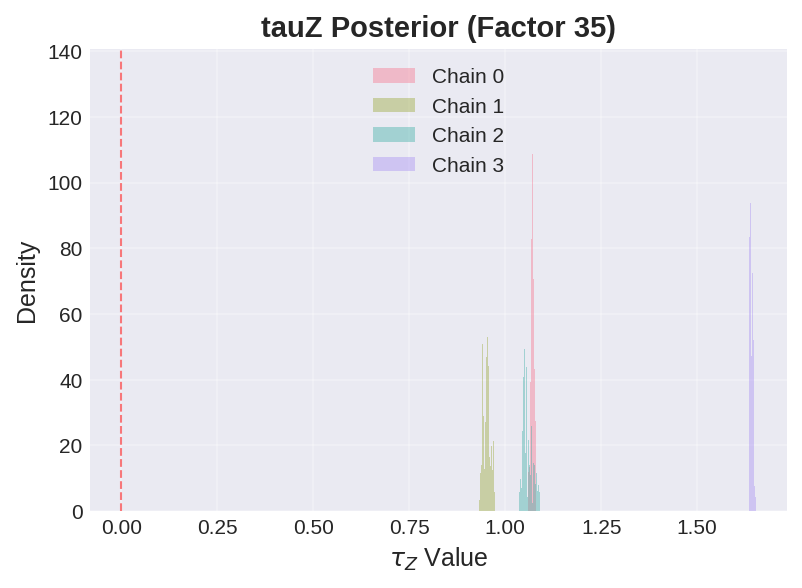 tauZ Posterior (Factor 35)
Chain 0
Chain 1
Chain 2
Chain 3
140
120
100
80
60
40
20
0
Density
0.00 0.25 0.50 0.75 1.00 1.25 1.50
τZ Value